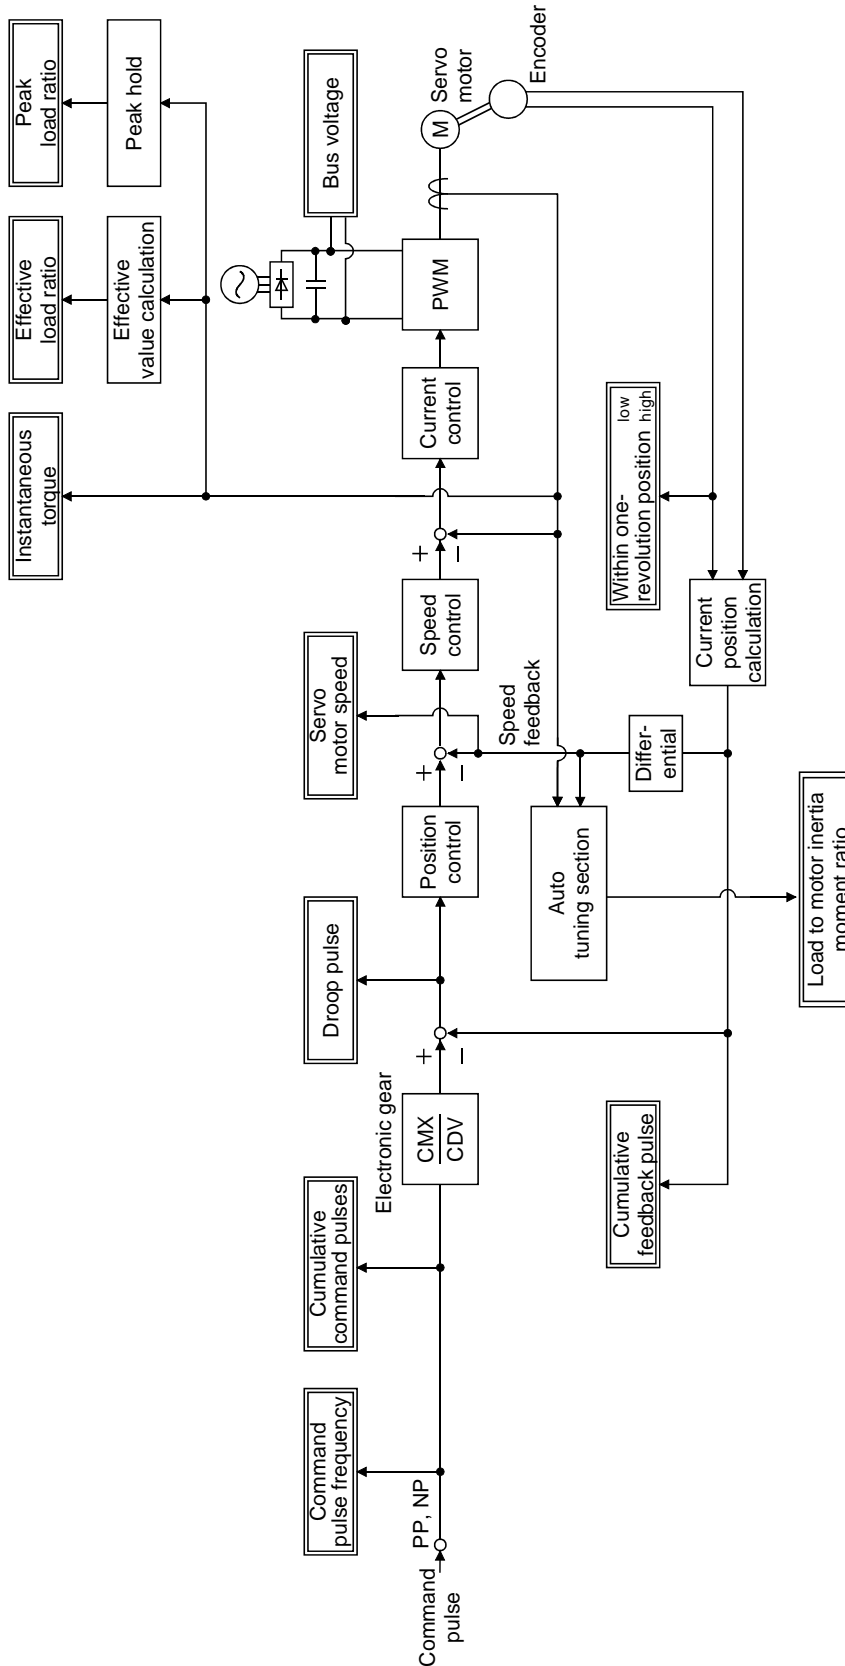 Command
pulse
PP, NP
Command
pulse frequency
Cumulative
command pulses
Electronic gear
CMX
CDV
+
−
Droop pulse
Position
control
+
−
Servo
motor speed
Speed
feedback
Speed
control
+
−
Current
control
PWM
Bus voltage
M
Servo
motor
Encoder
Instantaneous
torque
Effective
load ratio
Effective
value calculation
Peak
load ratio
Peak hold
Cumulative
feedback pulse
Auto
tuning section
Load to motor inertia
moment ratio
Differ-
ential
Current
position
calculation
Within one-
revolution position
low
high